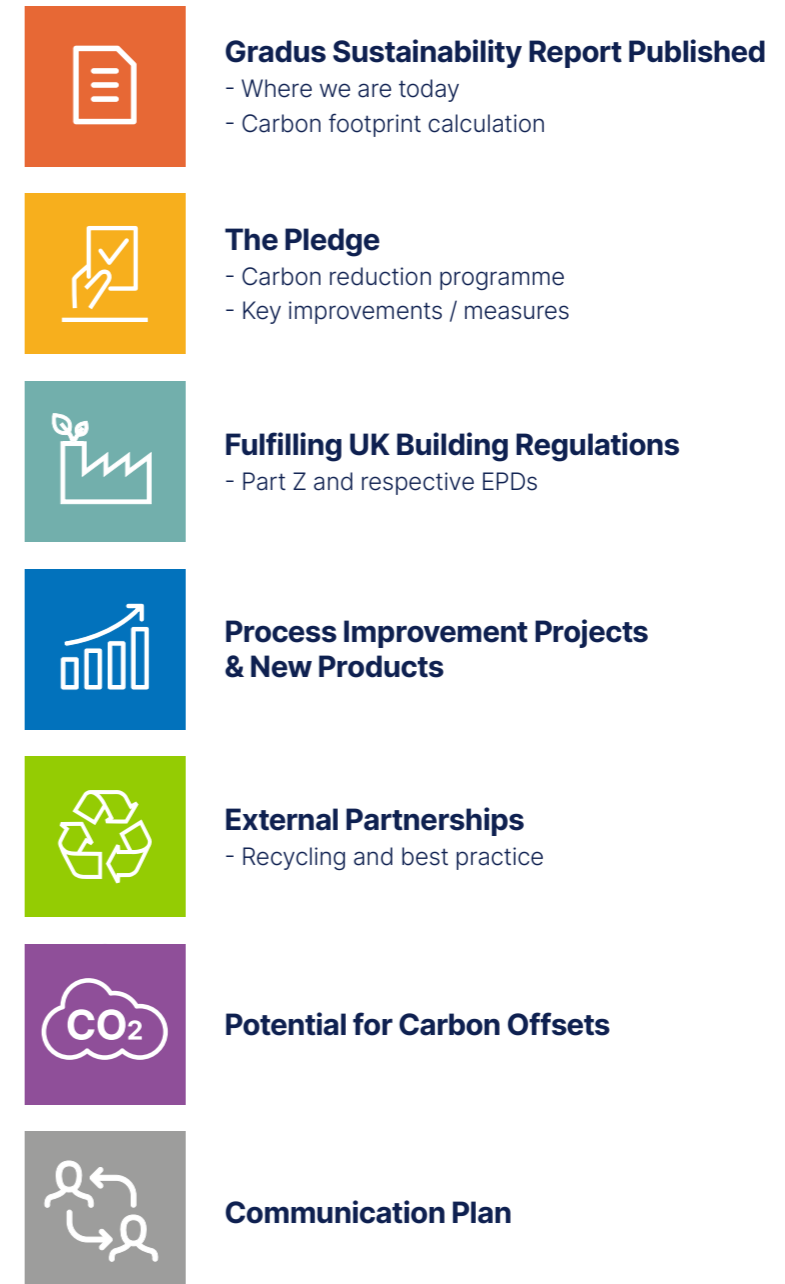 Gradus Sustainability Report Published
- Where we are today
- Carbon footprint calculation
The Pledge
- Carbon reduction programme
- Key improvements / measures
Fulfilling UK Building Regulations
- Part Z and respective EPDs
Process Improvement Projects
& New Products
External Partnerships
- Recycling and best practice
CO2
Potential for Carbon Offsets
Communication Plan